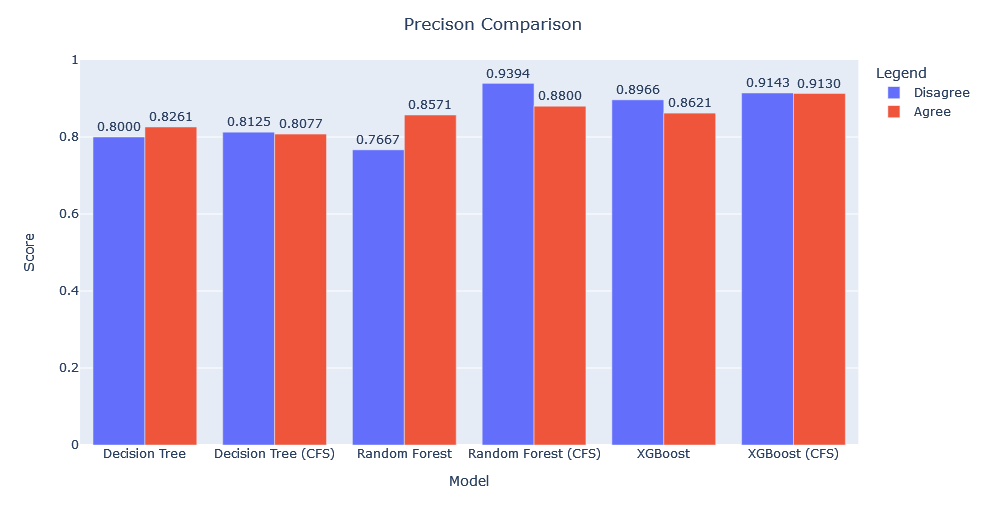 Precison Comparison
Legend
Disagree
Agree
Score
1
0.8
0.6
0.4
0.2
0
0.8000
0.8261
0.8125
0.8077
0.7667
0.8571
0.9394
0.8800
0.8966
0.8621
0.9143
0.9130
Decision Tree
Decision Tree (CFS)
Random Forest
Random Forest (CFS)
XGBoost
XGBoost (CFS)
Model